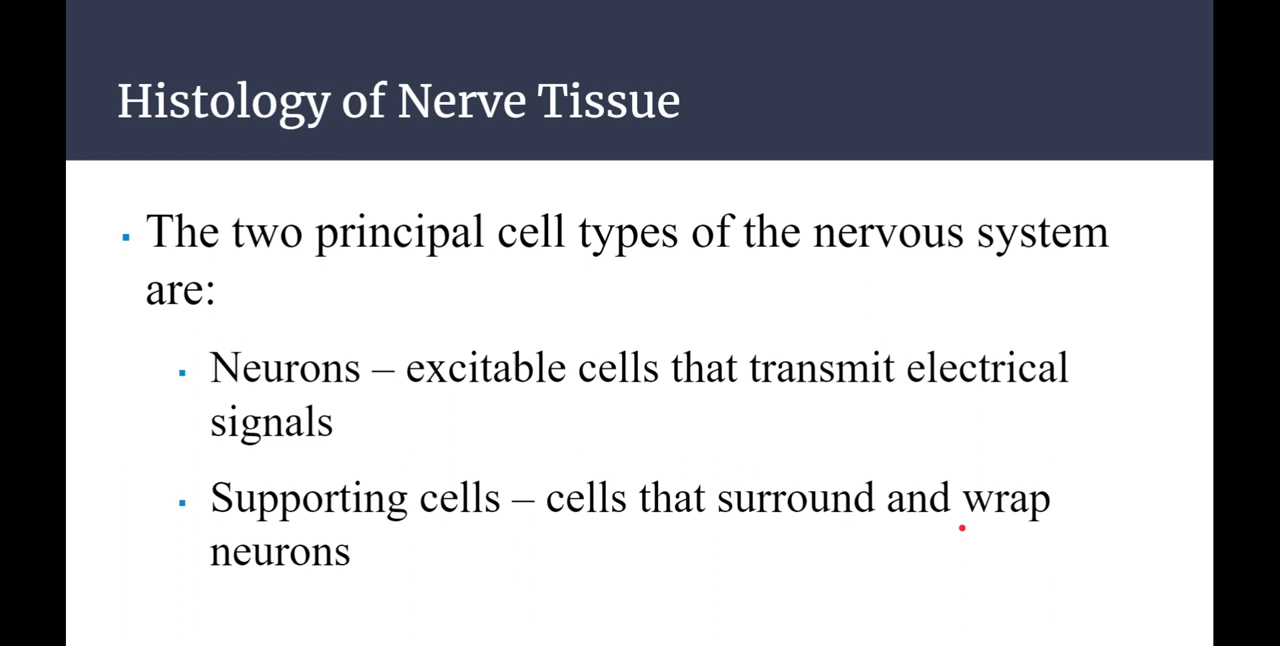 Histology of Nerve Tissue
▪ The two principal cell types of the nervous system
are:
▪ Neurons – excitable cells that transmit electrical
signals
▪ Supporting cells – cells that surround and wrap
neurons